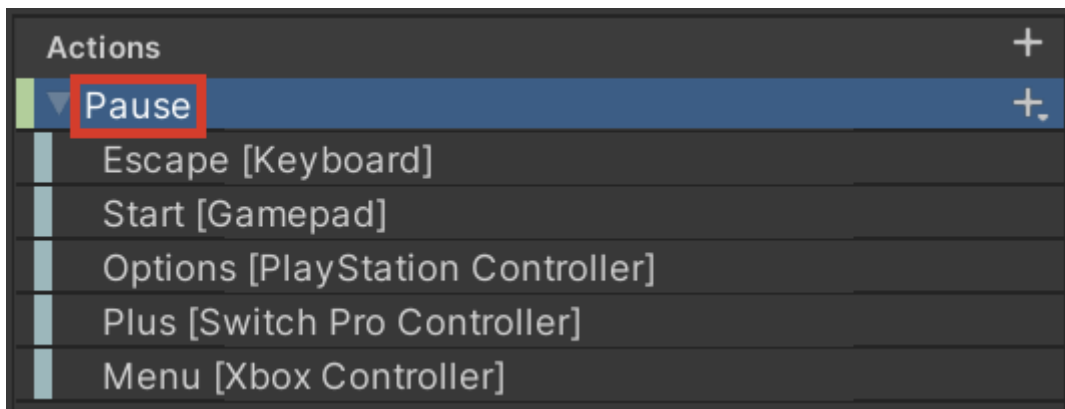 Actions
Pause
Escape [Keyboard]
Start [Gamepad]
Options [PlayStation Controller]
Plus [Switch Pro Controller]
Menu [Xbox Controller]